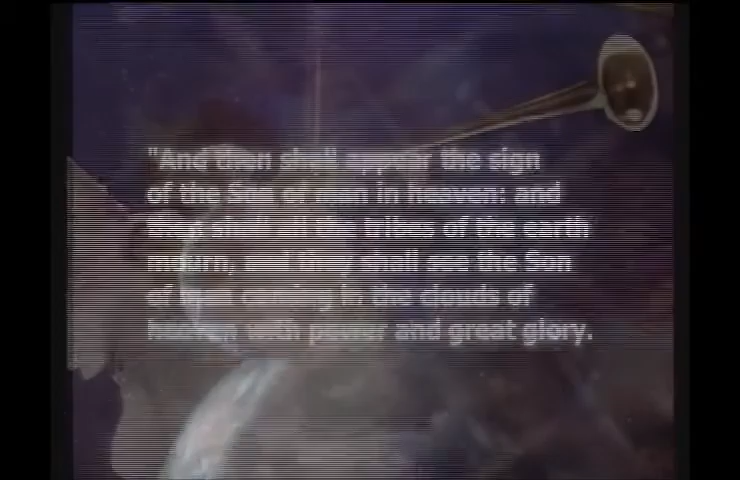 "And then shall appear the sign
of the Son of man in heaven: and
then shall all the tribes of the earth
mourn, and they shall see the Son
of man coming in the clouds of
heaven with power and great glory.